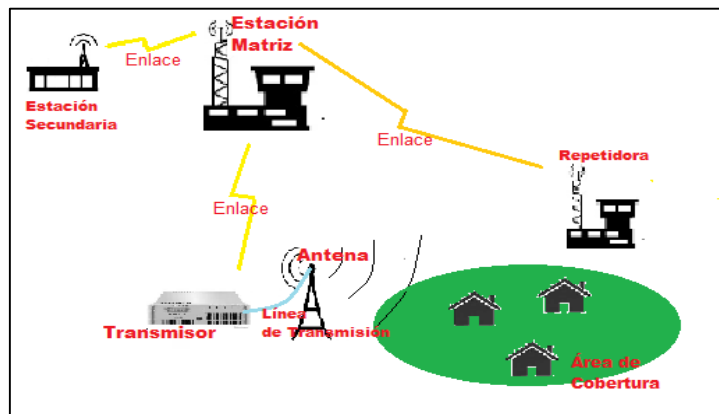 Estación
Matriz
Enlace
Estación
Secundaria
Enlace
Repetidora
Enlace
Antena
Transmisor
Línea
de Transmisión
Área de
Cobertura